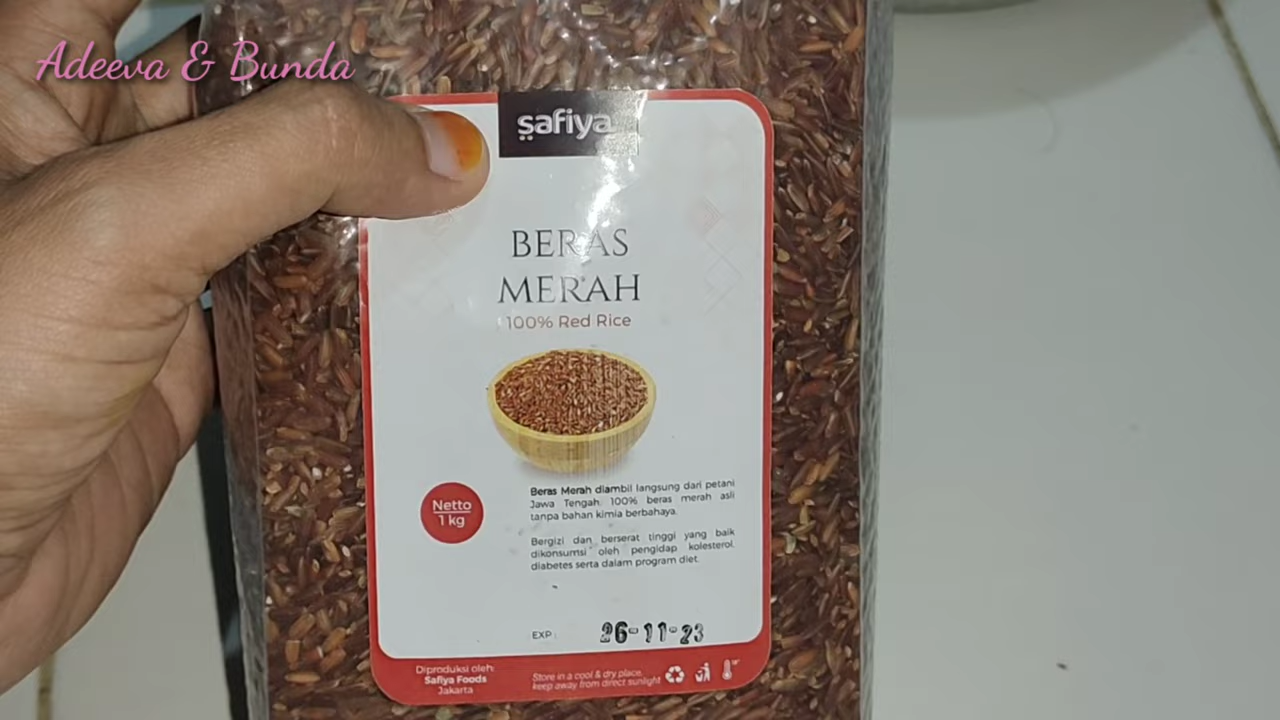 Adeeva & Bunda
safiya
BERAS
MERAH
100% Red Rice
Netto
1 kg
Beras Merah diambil langsung dari petani
Jawa Tengah. 100% beras merah asli
tanpa bahan kimia berbahaya.
Bergizi dan berserat tinggi yang baik
dikonsumsi oleh pengidap kolesterol,
diabetes serta dalam program diet.
EXP : 26-11-23
Diproduksi oleh:
Safiya Foods
Jakarta
Store in a cool & dry place,
keep away from direct sunlight